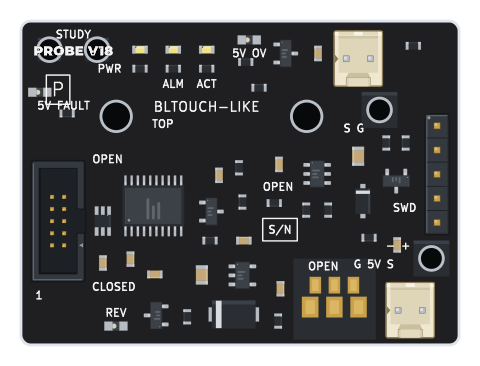 STUDY
PROBE V18
5V 0V
PWR
ALM ACT
P
5V FAULT
BLTOUCH-LIKE
TOP
S G
OPEN
OPEN
SWD
S/N
OPEN
G 5V S
CLOSED
1
REV